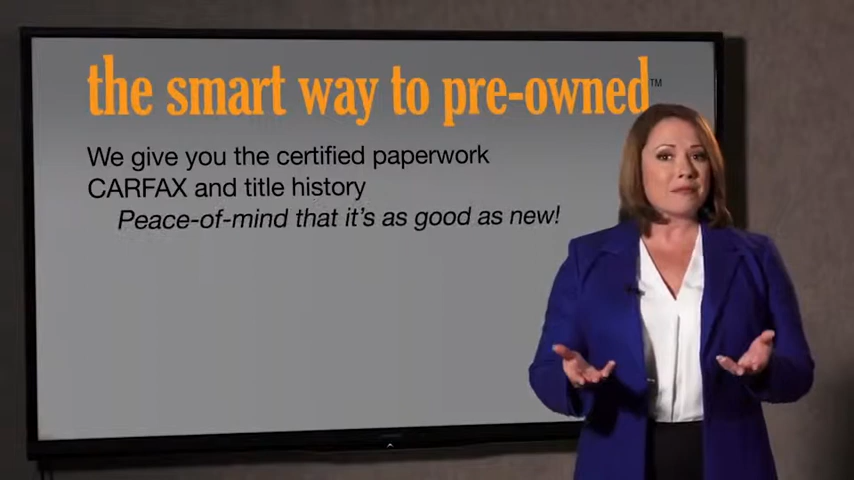 the smart way to pre-owned™
We give you the certified paperwork
CARFAX and title history
Peace-of-mind that it's as good as new!